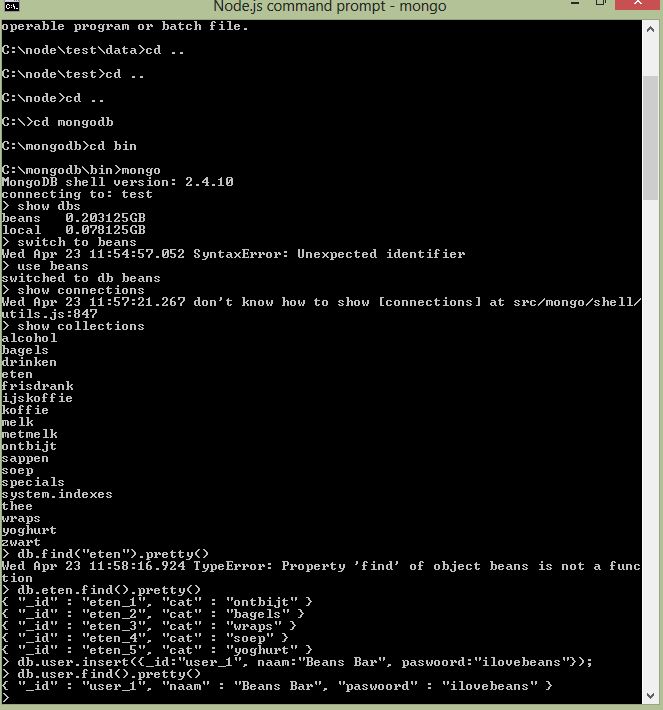 Node.js command prompt - mongo
operable program or batch file.
C:\node\test\data>cd ..
C:\node\test>cd ..
C:\node>cd ..
C:\>cd mongodb
C:\mongodb>cd bin
C:\mongodb\bin>mongo
MongoDB shell version: 2.4.10
connecting to: test
> show dbs
beans   0.203125GB
local   0.078125GB
> switch to beans
Wed Apr 23 11:54:57.052 SyntaxError: Unexpected identifier
> use beans
switched to db beans
> show connections
Wed Apr 23 11:57:21.267 don't know how to show [connections] at src/mongo/shell/
utils.js:847
> show collections
alcohol
bagels
drinken
eten
frisdrank
ijskoffie
koffie
melk
metmelk
ontbijt
sappen
soep
specials
system.indexes
thee
wraps
yoghurt
zwart
> db.find("eten").pretty()
Wed Apr 23 11:58:16.924 TypeError: Property 'find' of object beans is not a func
tion
> db.eten.find().pretty()
{ "_id" : "eten_1", "cat" : "ontbijt" }
{ "_id" : "eten_2", "cat" : "bagels" }
{ "_id" : "eten_3", "cat" : "wraps" }
{ "_id" : "eten_4", "cat" : "soep" }
{ "_id" : "eten_5", "cat" : "yoghurt" }
> db.user.insert({_id:"user_1", naam:"Beans Bar", paswoord:"ilovebeans"});
> db.user.find().pretty()
{ "_id" : "user_1", "naam" : "Beans Bar", "paswoord" : "ilovebeans" }
>